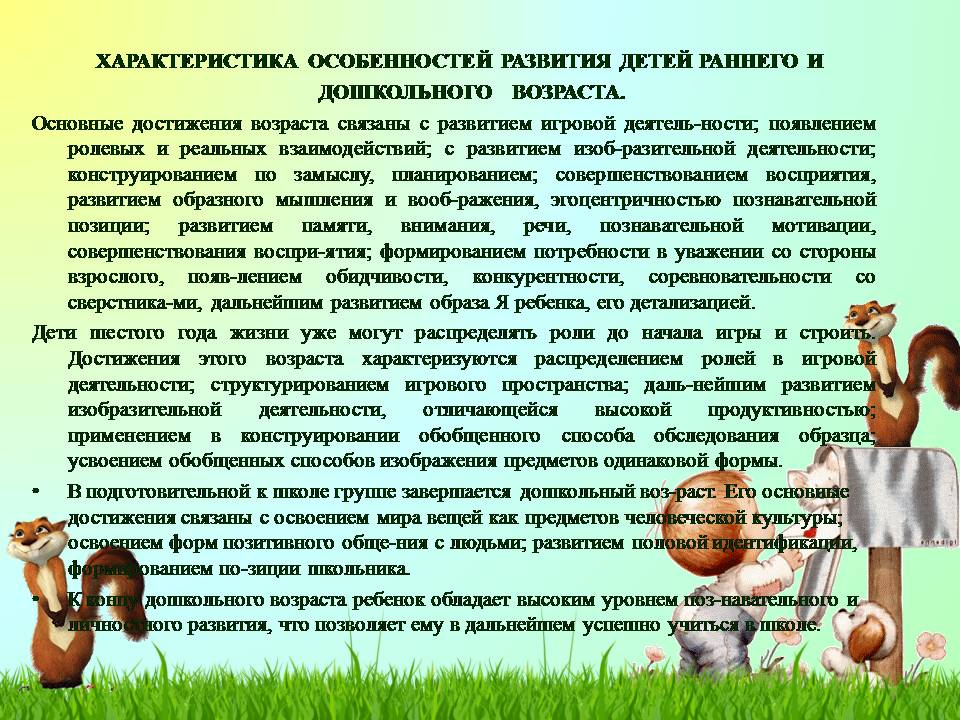 ХАРАКТЕРИСТИКА ОСОБЕННОСТЕЙ РАЗВИТИЯ ДЕТЕЙ РАННЕГО И
ДОШКОЛЬНОГО ВОЗРАСТА.
Основные достижения возраста связаны с развитием игровой деятель-ности; появлением
ролевых и реальных взаимодействий; с развитием изоб-разительной деятельности;
конструированием по замыслу, планированием; совершенствованием восприятия,
развитием образного мышления и вооб-ражения, эгоцентричностью познавательной
позиции; развитием памяти, внимания, речи, познавательной мотивации,
совершенствования воспри-ятия; формированием потребности в уважении со стороны
взрослого, появ-лением обидчивости, конкурентности, соревновательности со
сверстника-ми, дальнейшим развитием образа Я ребенка, его детализацией.
Дети шестого года жизни уже могут распределять роли до начала игры и строить.
Достижения этого возраста характеризуются распределением ролей в игровой
деятельности; структурированием игрового пространства; даль-нейшим развитием
изобразительной деятельности, отличающейся высокой продуктивностью;
применением в конструировании обобщенного способа обследования образца;
усвоением обобщенных способов изображения предметов одинаковой формы.
• В подготовительной к школе группе завершается дошкольный воз-раст. Его основные
достижения связаны с освоением мира вещей как предметов человеческой культуры;
освоением форм позитивного обще-ния с людьми; развитием половой идентификации,
формированием по-зиции школьника.
• К концу дошкольного возраста ребенок обладает высоким уровнем поз-навательного и
личностного развития, что позволяет ему в дальнейшем успешно учиться в школе.